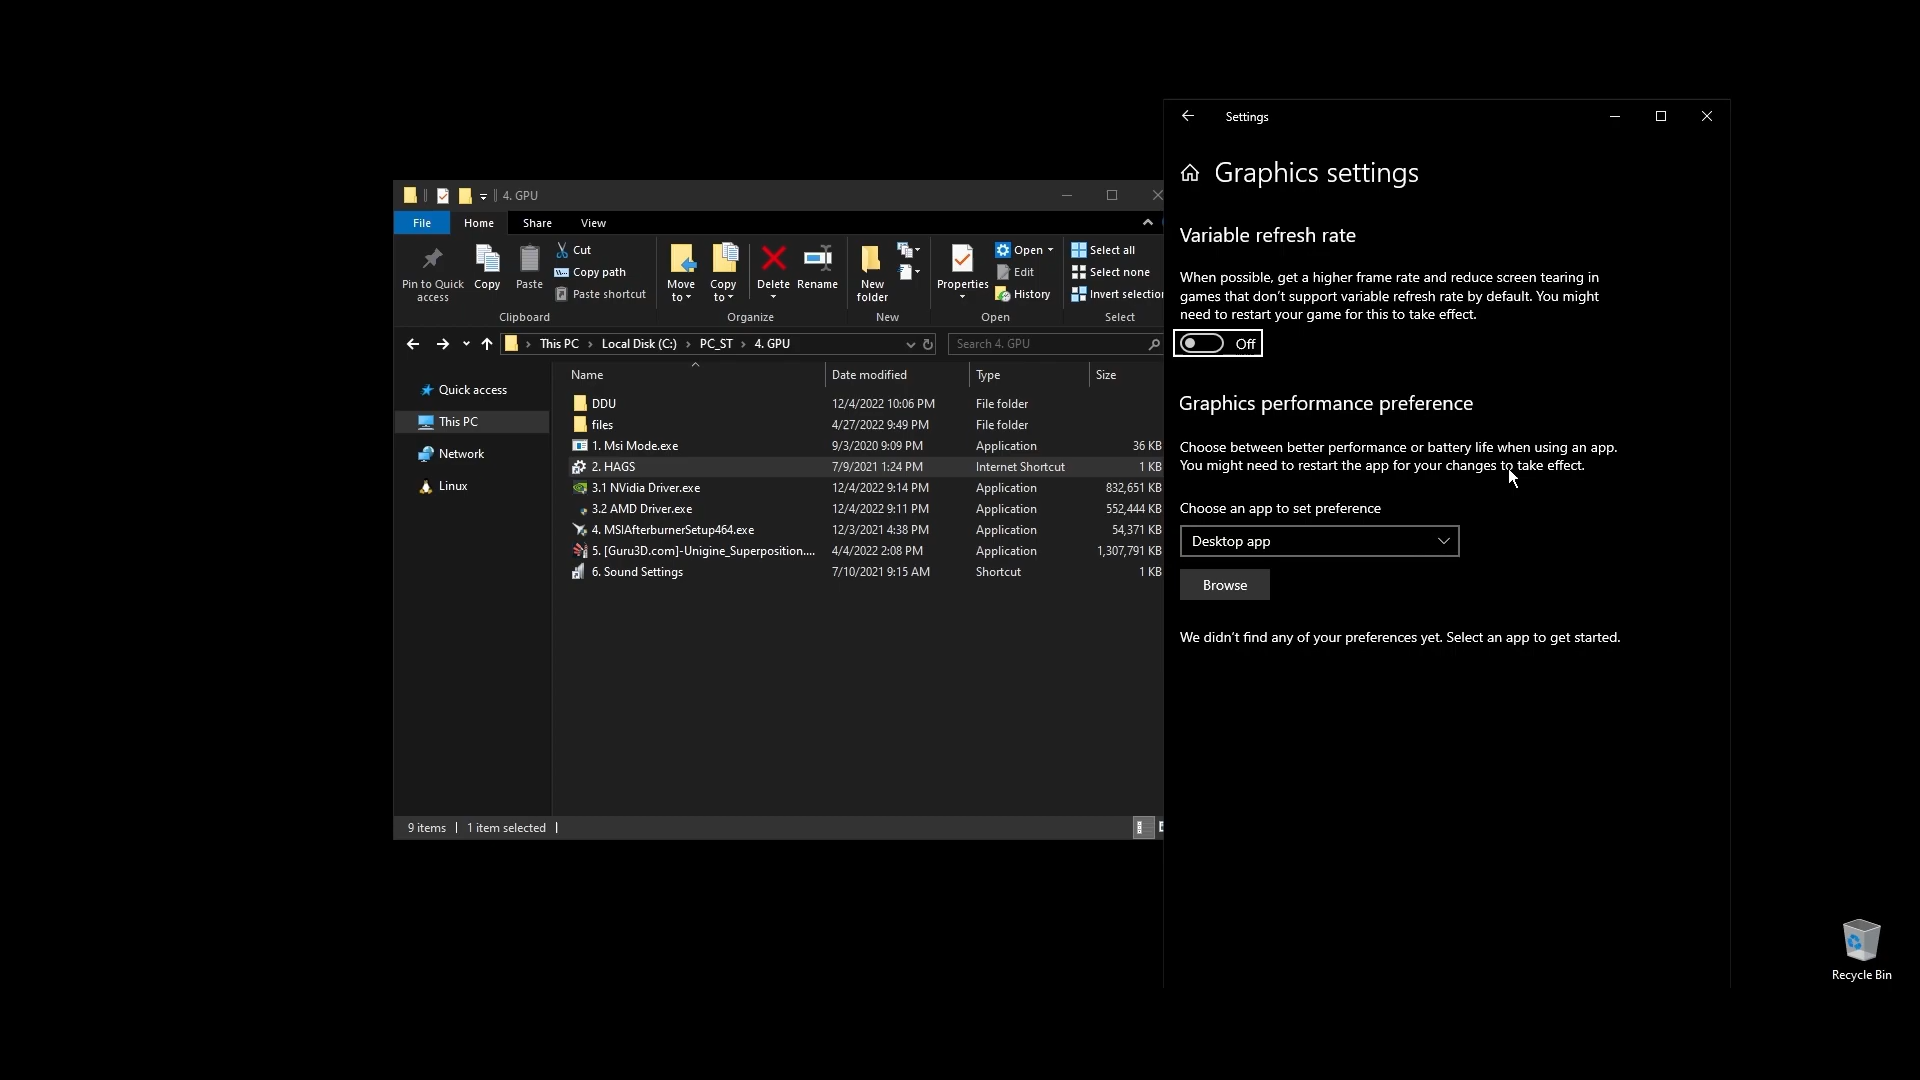 4. GPU
File
Home
Share
View
Pin to Quick
access
Copy
Paste
Cut
Copy path
Paste shortcut
Clipboard
Move
to
Copy
to
Delete
Rename
Organize
New
folder
New
Properties
Open
Edit
History
Open
Select all
Select none
Invert selection
Select
This PC
Local Disk (C:)
PC_ST
4. GPU
Search 4. GPU
Quick access
This PC
Network
Linux
Name Date modified Type Size
DDU 12/4/2022 10:06 PM File folder
files 4/27/2022 9:49 PM File folder
1. Msi Mode.exe 9/3/2020 9:09 PM Application 36 KB
2. HAGS 7/9/2021 1:24 PM Internet Shortcut 1 KB
3.1 NVidia Driver.exe 12/4/2022 9:14 PM Application 832,651 KB
3.2 AMD Driver.exe 12/4/2022 9:11 PM Application 552,444 KB
4. MSIAfterburnerSetup464.exe 12/3/2021 4:38 PM Application 54,371 KB
5. [Guru3D.com]-Unigine_Superposition.... 4/4/2022 2:08 PM Application 1,307,791 KB
6. Sound Settings 7/10/2021 9:15 AM Shortcut 1 KB
9 items
1 item selected
Settings
Graphics settings
Variable refresh rate
When possible, get a higher frame rate and reduce screen tearing in
games that don't support variable refresh rate by default. You might
need to restart your game for this to take effect.
Off
Graphics performance preference
Choose between better performance or battery life when using an app.
You might need to restart the app for your changes to take effect.
Choose an app to set preference
Desktop app
Browse
We didn't find any of your preferences yet. Select an app to get started.
Recycle Bin